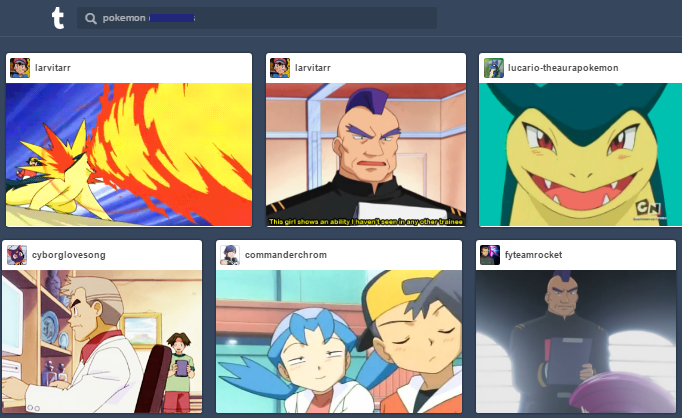 t
pokemon
larvitarr
larvitarr
lucario-theaurapokemon
This girl shows an ability I haven't seen in any other trainee
CN
cyborglovesong
commanderchrom
fyteamrocket